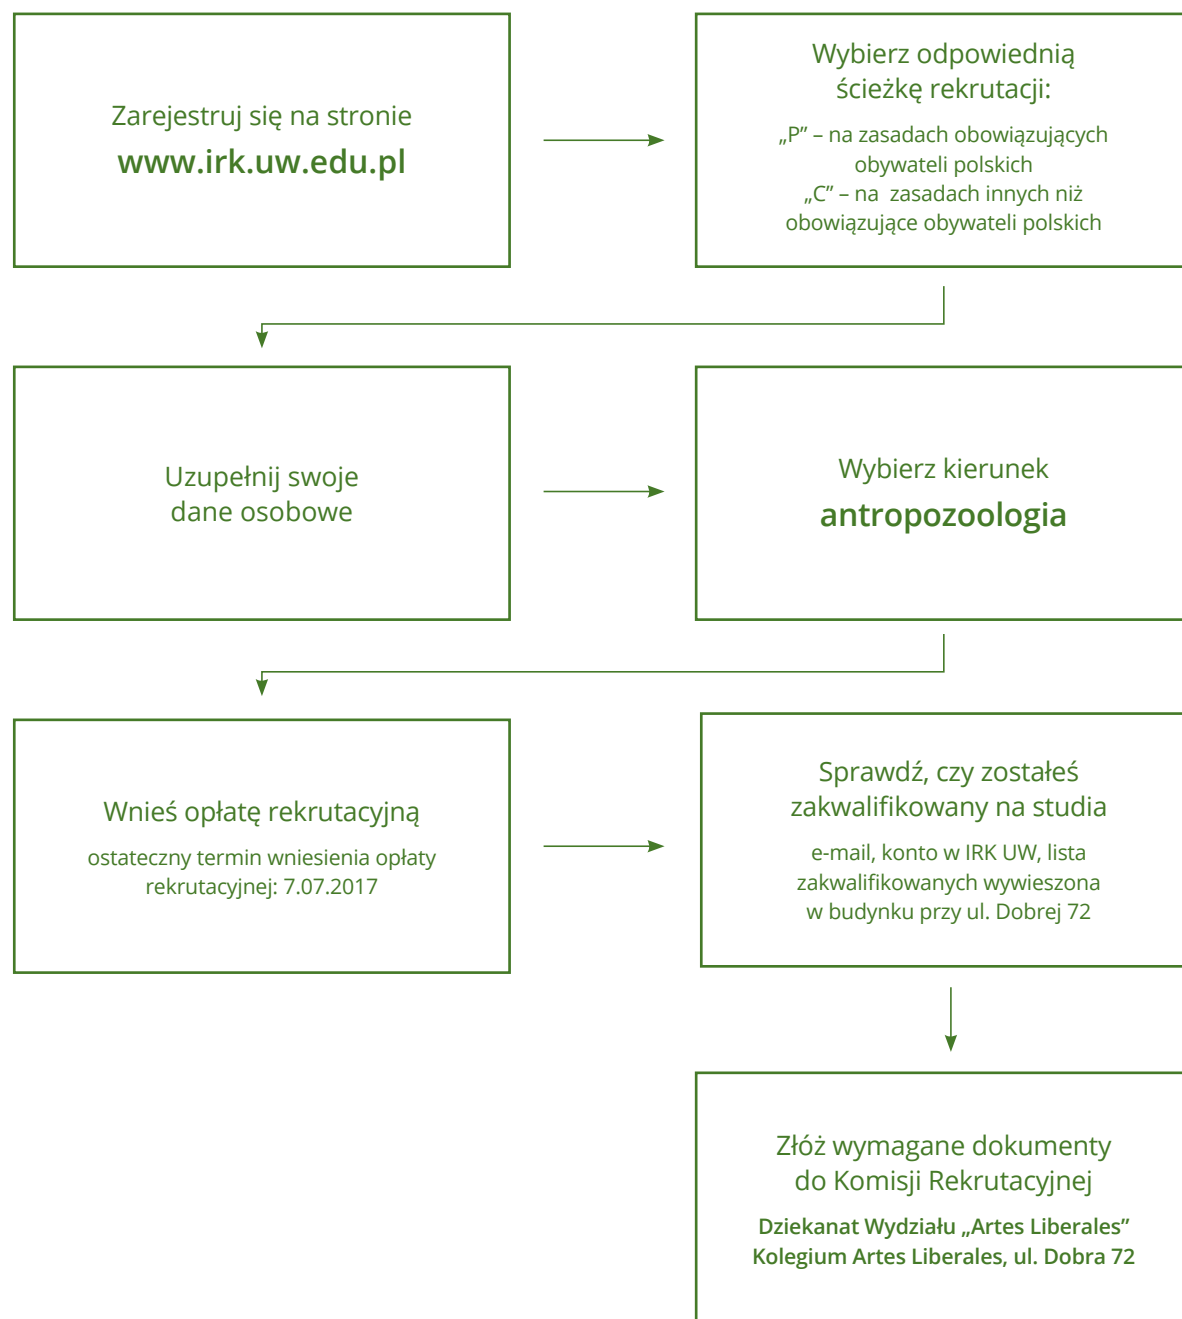 Zarejestruj się na stronie
www.irk.uw.edu.pl
Wybierz odpowiednią
ścieżkę rekrutacji:
„P” – na zasadach obowiązujących
obywateli polskich
„C” – na zasadach innych niż
obowiązujące obywateli polskich
Uzupełnij swoje
dane osobowe
Wybierz kierunek
antropozoologia
Wnieś opłatę rekrutacyjną
ostateczny termin wniesienia opłaty
rekrutacyjnej: 7.07.2017
Sprawdź, czy zostałeś
zakwalifikowany na studia
e-mail, konto w IRK UW, lista
zakwalifikowanych wywieszona
w budynku przy ul. Dobrej 72
Złóż wymagane dokumenty
do Komisji Rekrutacyjnej
Dziekanat Wydziału „Artes Liberales”
Kolegium Artes Liberales, ul. Dobra 72